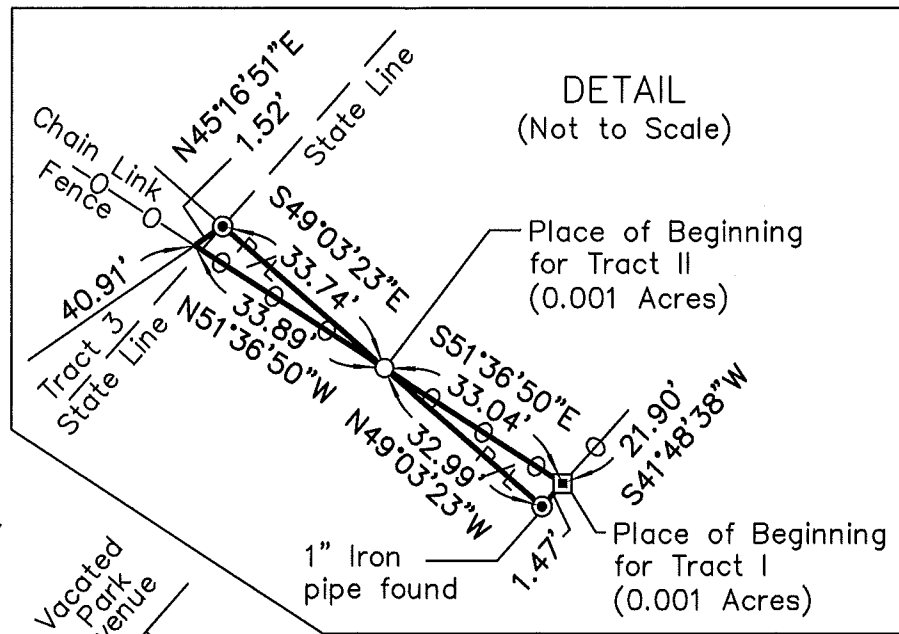 DETAIL
(Not to Scale)
N45°16'51"E
1.52'
State Line
Chain Link
Fence
S49°03'23"E
33.74'
P/L
40.91'
33.89'
N51°36'50"W
Tract 3
State Line
Place of Beginning
for Tract II
(0.001 Acres)
S51°36'50"E
33.04'
P/L
32.99'
N49°03'23"W
21.90'
S41°48'38"W
1.47'
1" Iron
pipe found
Place of Beginning
for Tract I
(0.001 Acres)
Vacated
Park
venue